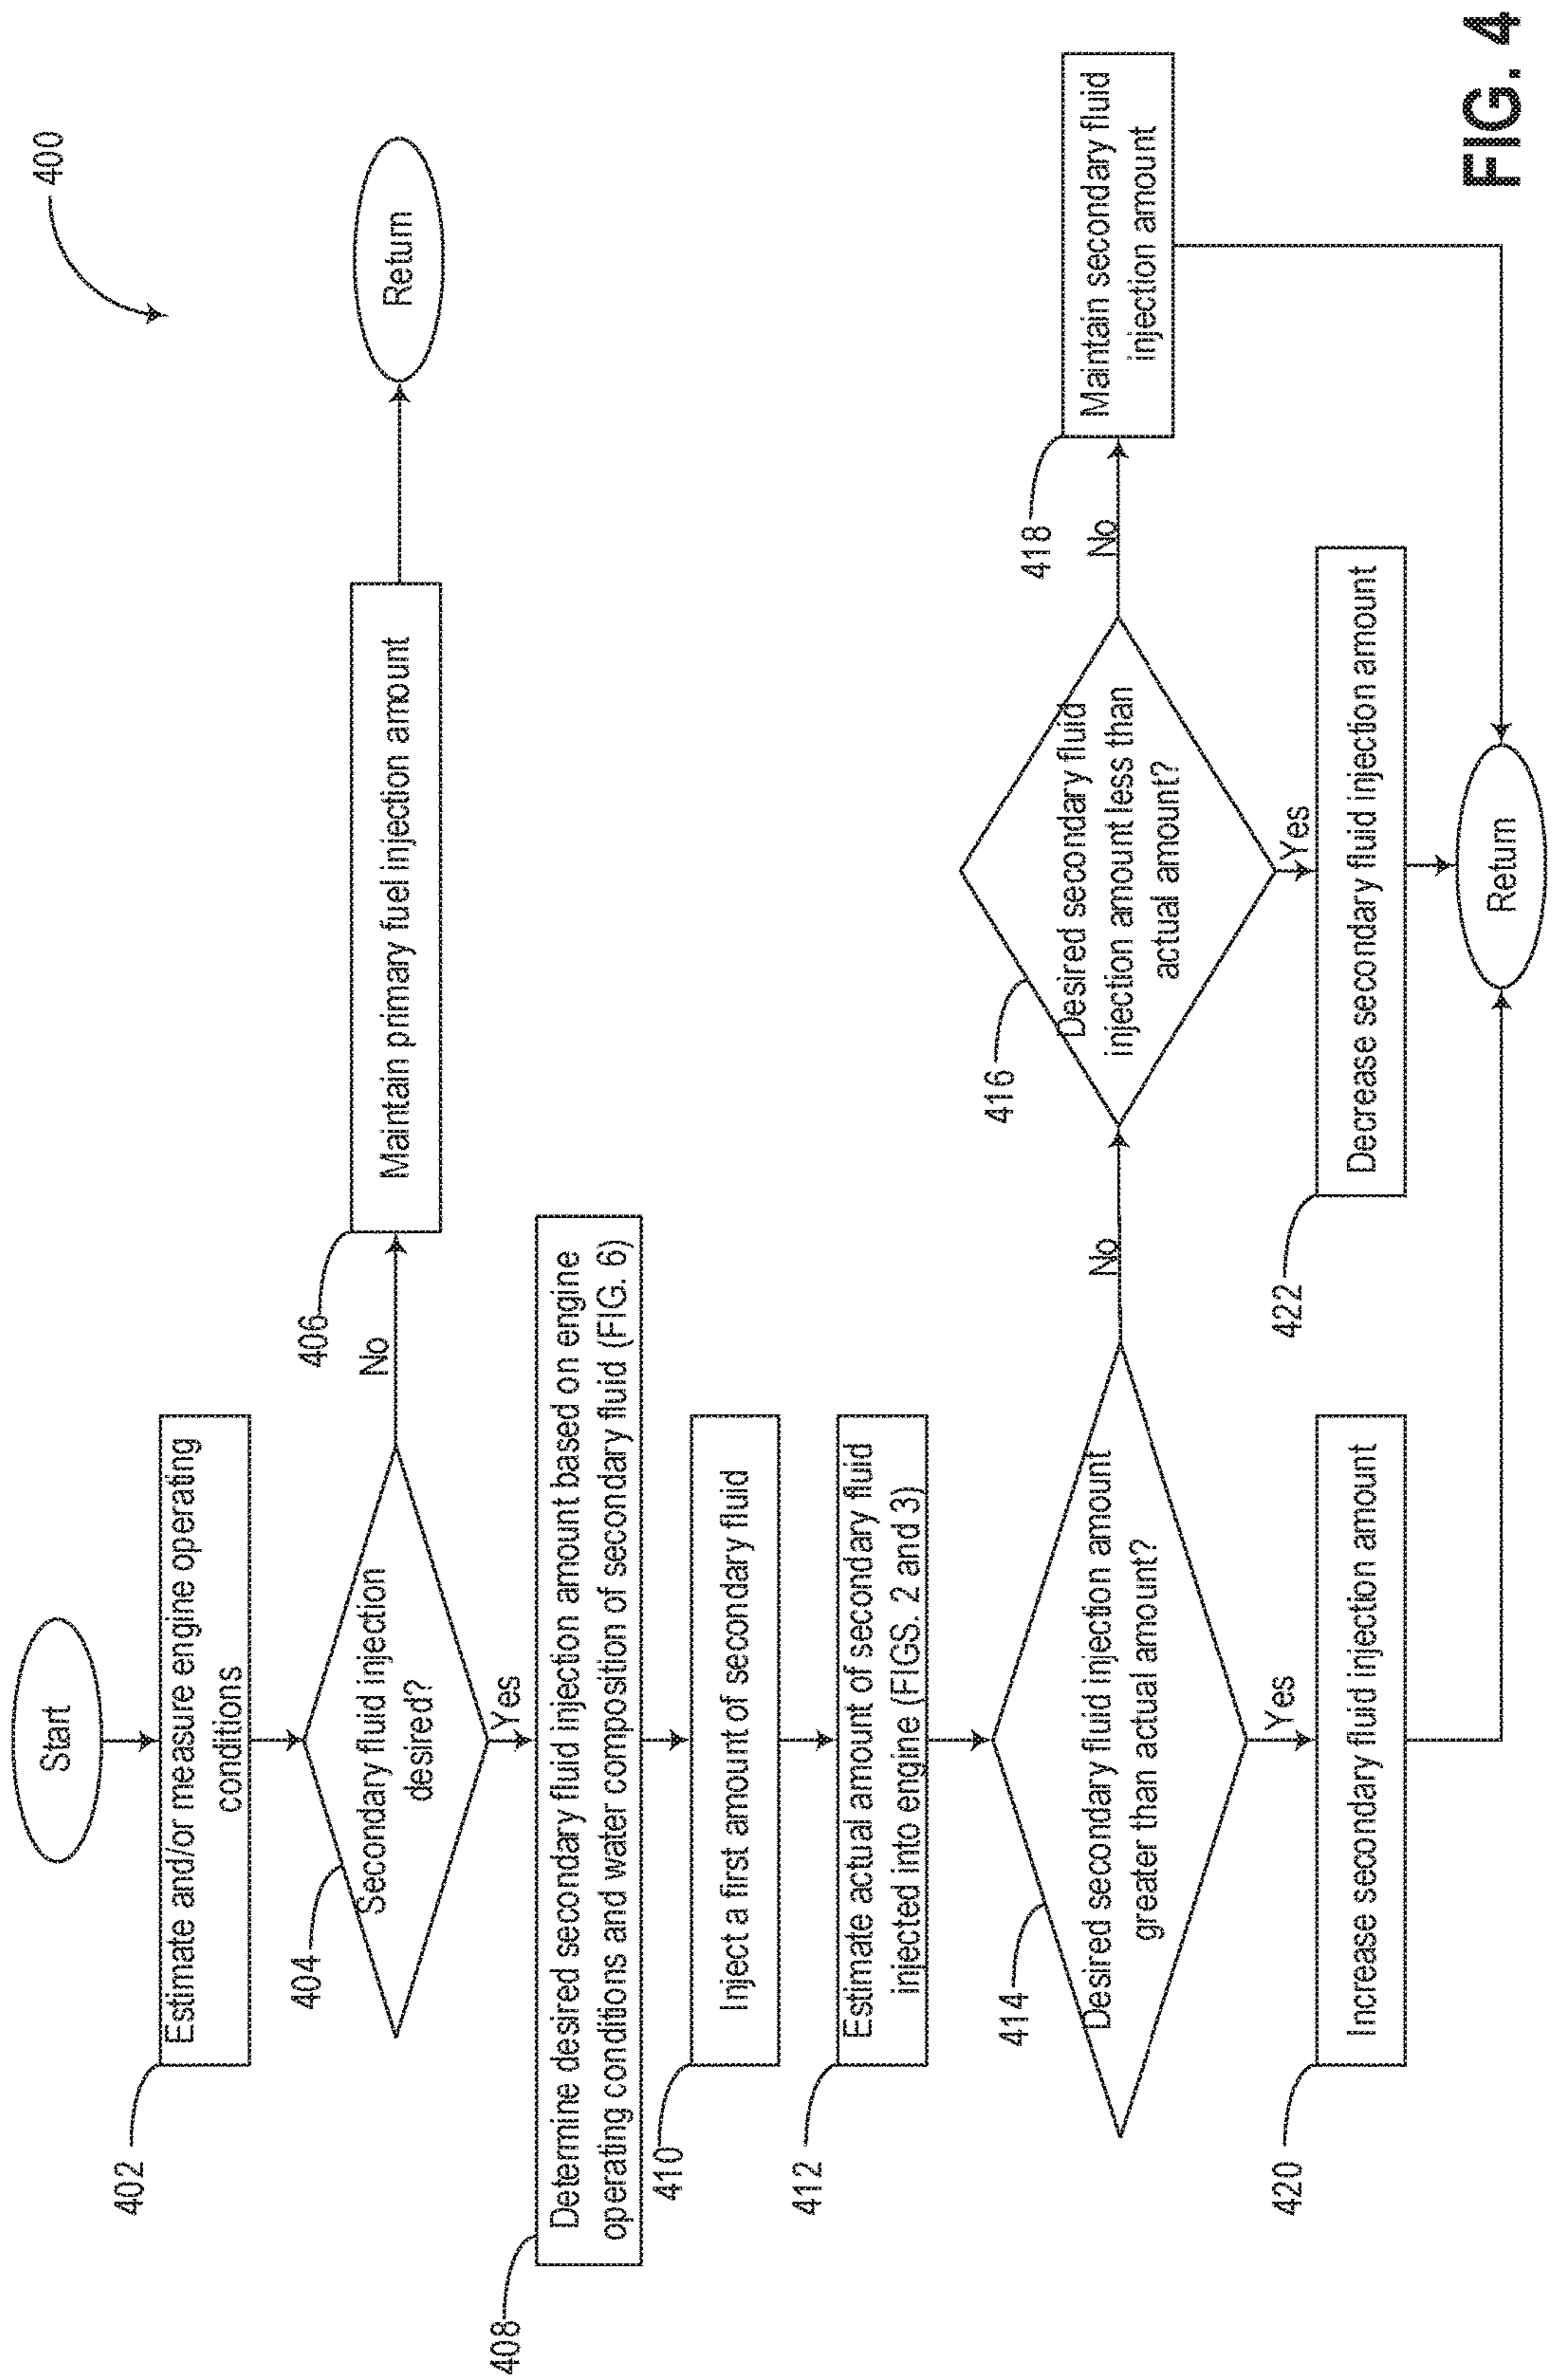 400
Start
402
Estimate and/or measure engine operating
conditions
404
Secondary fluid injection
desired?
No
406
Maintain primary fuel injection amount
Return
Yes
408
Determine desired secondary fluid injection amount based on engine
operating conditions and water composition of secondary fluid (FIG. 6)
410
Inject a first amount of secondary fluid
412
Estimate actual amount of secondary fluid
injected into engine (FIGS. 2 and 3)
414
Desired secondary fluid injection amount
greater than actual amount?
No
416
Desired secondary fluid
injection amount less than
actual amount?
No
418
Maintain secondary fluid
injection amount
Yes
420
Increase secondary fluid injection amount
Yes
422
Decrease secondary fluid injection amount
Return
FIG. 4